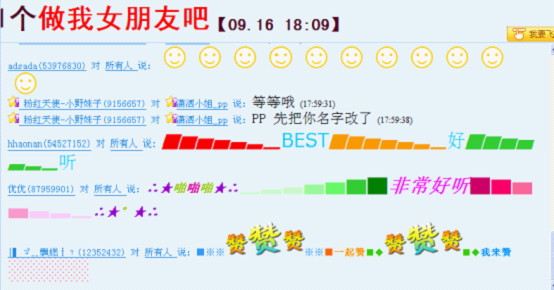 个做我女朋友吧【09.16 18:09】
我要飞
adrada(53976830) 对 所有人 说:
粉红天使~小野妹子(9156657) 对 潇洒小姐_pp 说: 等等哦 (17:59:31)
粉红天使~小野妹子(9156657) 对 潇洒小姐_pp 说: PP 先把你名字改了 (17:59:38)
hhaonan(54527152) 对 所有人 说: BEST 好
听
优优(87959901) 对 所有人 说: ∴★啪啪啪★∴ 非常好听
∴★*★∴
(12352432) 对 所有人 说: ■※※赞赞赞※※■一起赞■◆赞赞赞■◆我来赞